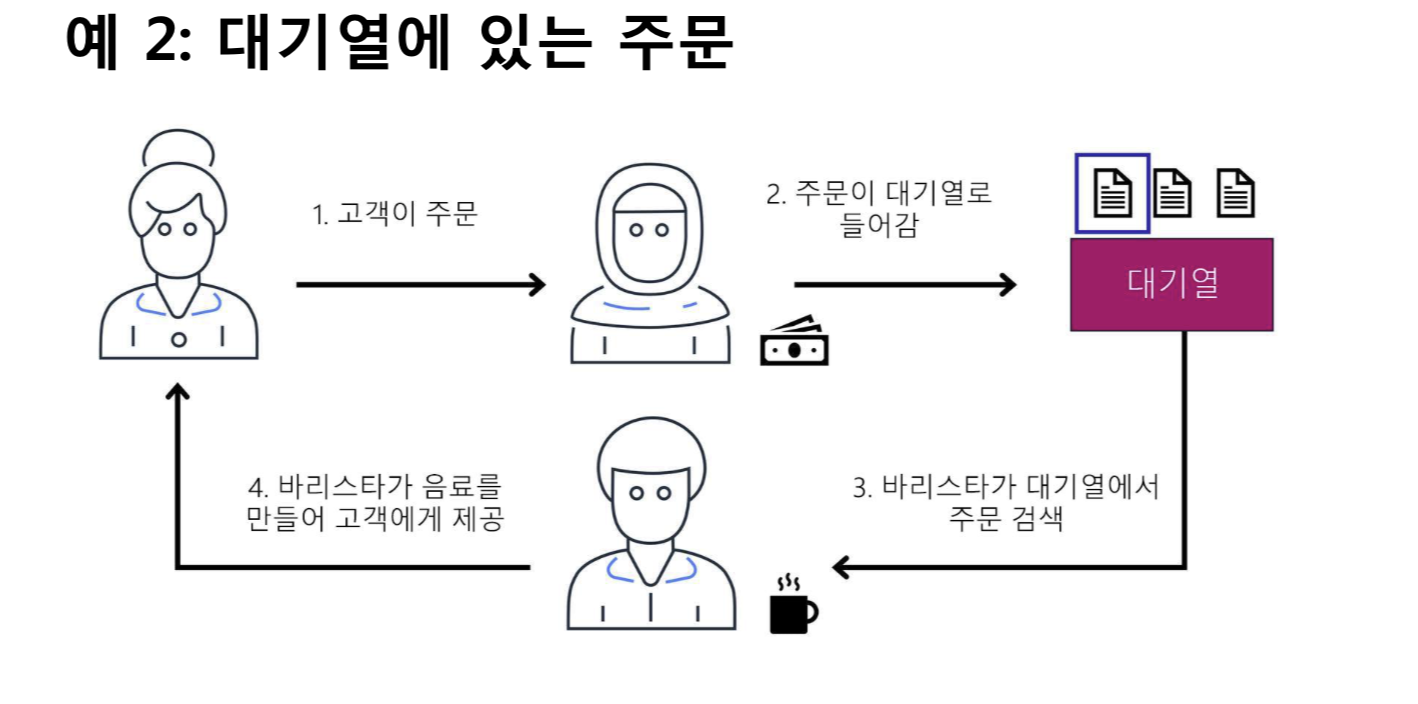 예 2: 대기열에 있는 주문
1. 고객이 주문
2. 주문이 대기열로
들어감
대기열
3. 바리스타가 대기열에서
주문 검색
4. 바리스타가 음료를
만들어 고객에게 제공